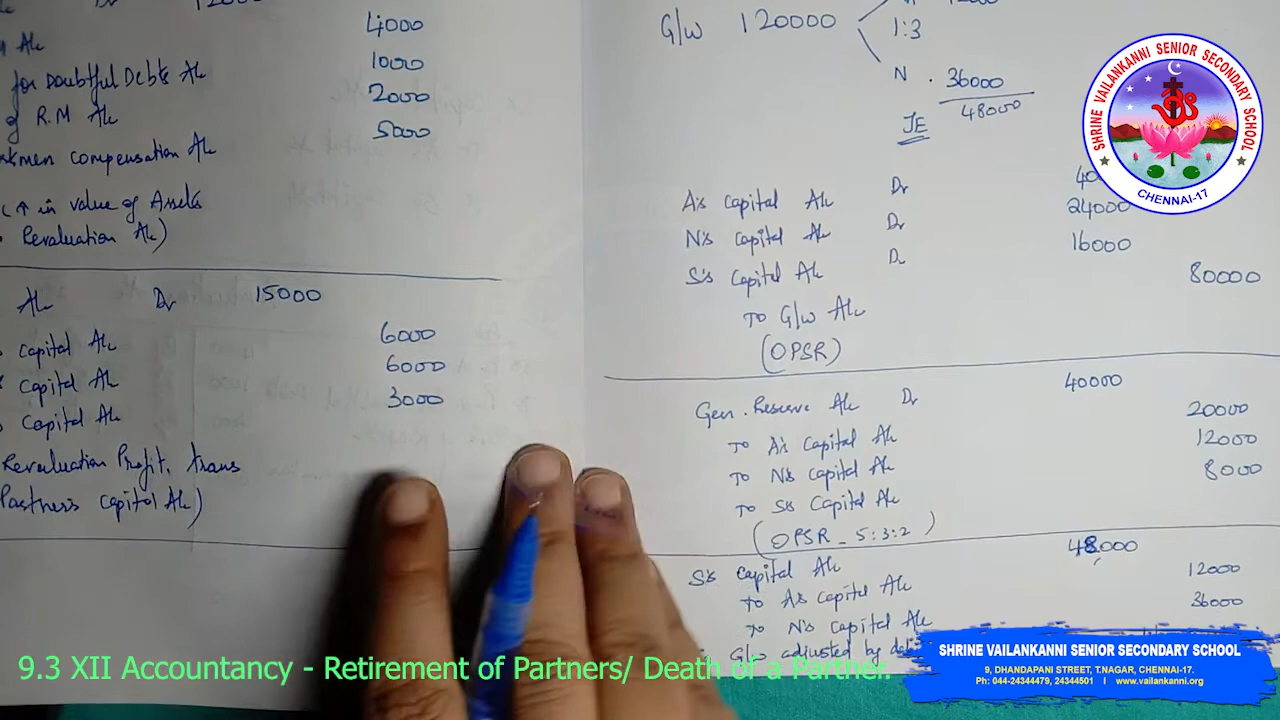 4000
A/c
for Doubtful Debts A/c 1000
of R.M A/c 2000
workmen compensation A/c 5000
↑ in value of Assets
Revaluation A/c)
A/c Dr 15000
capital A/c 6000
capital A/c 6000
capital A/c 3000
Revaluation Profit. trans
Partners capital A/c)
G/w 120000
1:3
N . 36000
48000
JE
A's capital A/c Dr
N's capital A/c Dr 24000
S's capital A/c Dr 16000
To G/w A/c 80000
(OPSR)
Gen. Reserve A/c Dr 40000
To A's capital A/c 20000
To N's capital A/c 12000
To S's capital A/c 8000
(OPSR - 5:3:2)
S's capital A/c 48000
To A's capital A/c 12000
To N's capital A/c 36000
G/w adjusted by
SHRINE VAILANKANNI SENIOR SECONDARY SCHOOL
CHENNAI-17
9.3 XII Accountancy - Retirement of Partners/ Death of a Partner.
SHRINE VAILANKANNI SENIOR SECONDARY SCHOOL
9, DHANDAPANI STREET, T.NAGAR, CHENNAI-17.
Ph: 044-24344479, 24344501 I www.vailankanni.org